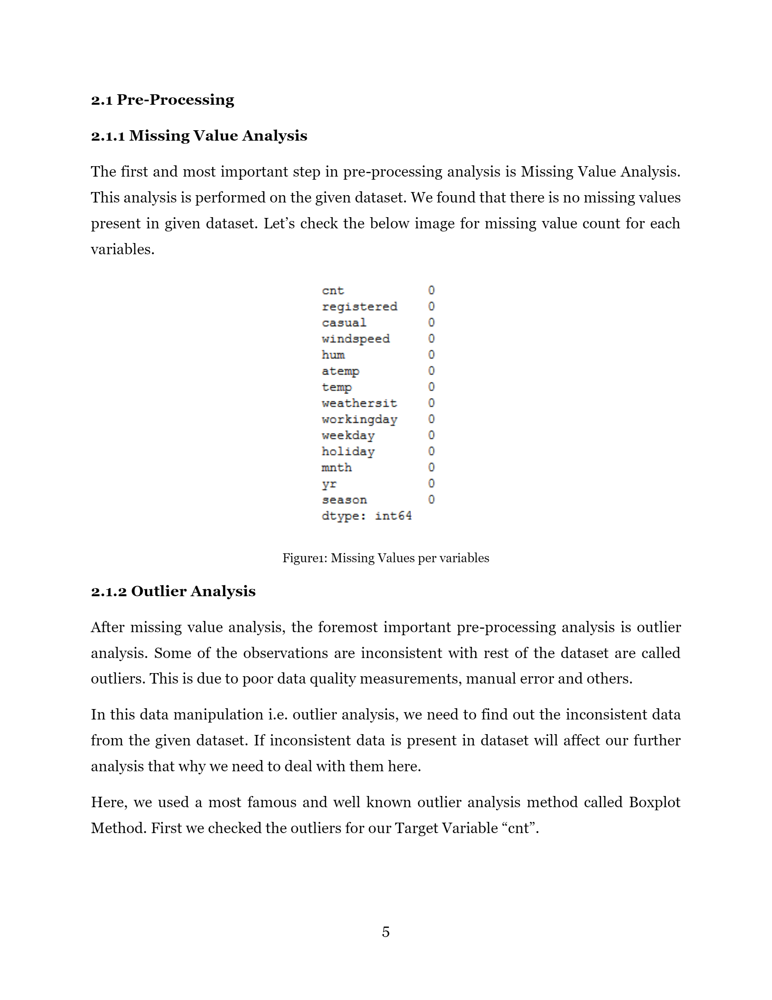 2.1 Pre-Processing
2.1.1 Missing Value Analysis
The first and most important step in pre-processing analysis is Missing Value Analysis.
This analysis is performed on the given dataset. We found that there is no missing values
present in given dataset. Let’s check the below image for missing value count for each
variables.
cnt 0
registered 0
casual 0
windspeed 0
hum 0
atemp 0
temp 0
weathersit 0
workingday 0
weekday 0
holiday 0
mnth 0
yr 0
season 0
dtype: int64
Figure1: Missing Values per variables
2.1.2 Outlier Analysis
After missing value analysis, the foremost important pre-processing analysis is outlier
analysis. Some of the observations are inconsistent with rest of the dataset are called
outliers. This is due to poor data quality measurements, manual error and others.
In this data manipulation i.e. outlier analysis, we need to find out the inconsistent data
from the given dataset. If inconsistent data is present in dataset will affect our further
analysis that why we need to deal with them here.
Here, we used a most famous and well known outlier analysis method called Boxplot
Method. First we checked the outliers for our Target Variable “cnt”.
5